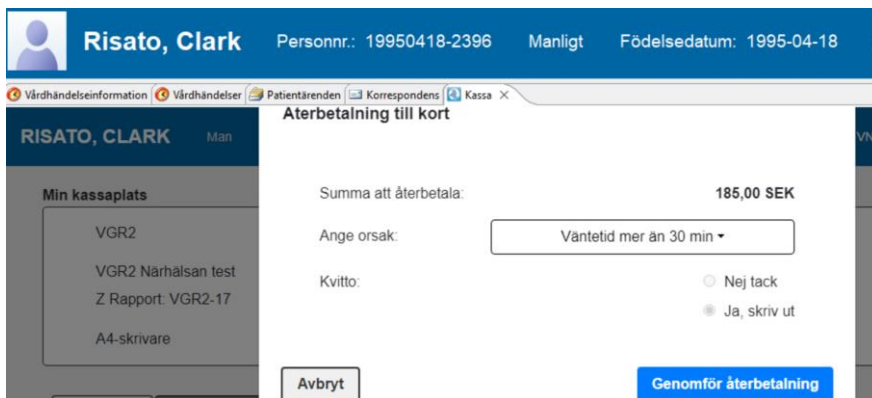 Risato, Clark Personnr.: 19950418-2396 Manligt Födelsedatum: 1995-04-18
Vårdhändelseinformation Vårdhändelser Patientärenden Korrespondens Kassa
RISATO, CLARK Man VN
Återbetalning till kort
Min kassaplats
Summa att återbetala: 185,00 SEK
VGR2
Ange orsak: Väntetid mer än 30 min
VGR2 Närhälsan test
Kvitto: Nej tack
Z Rapport: VGR2-17
Ja, skriv ut
A4-skrivare
Avbryt Genomför återbetalning